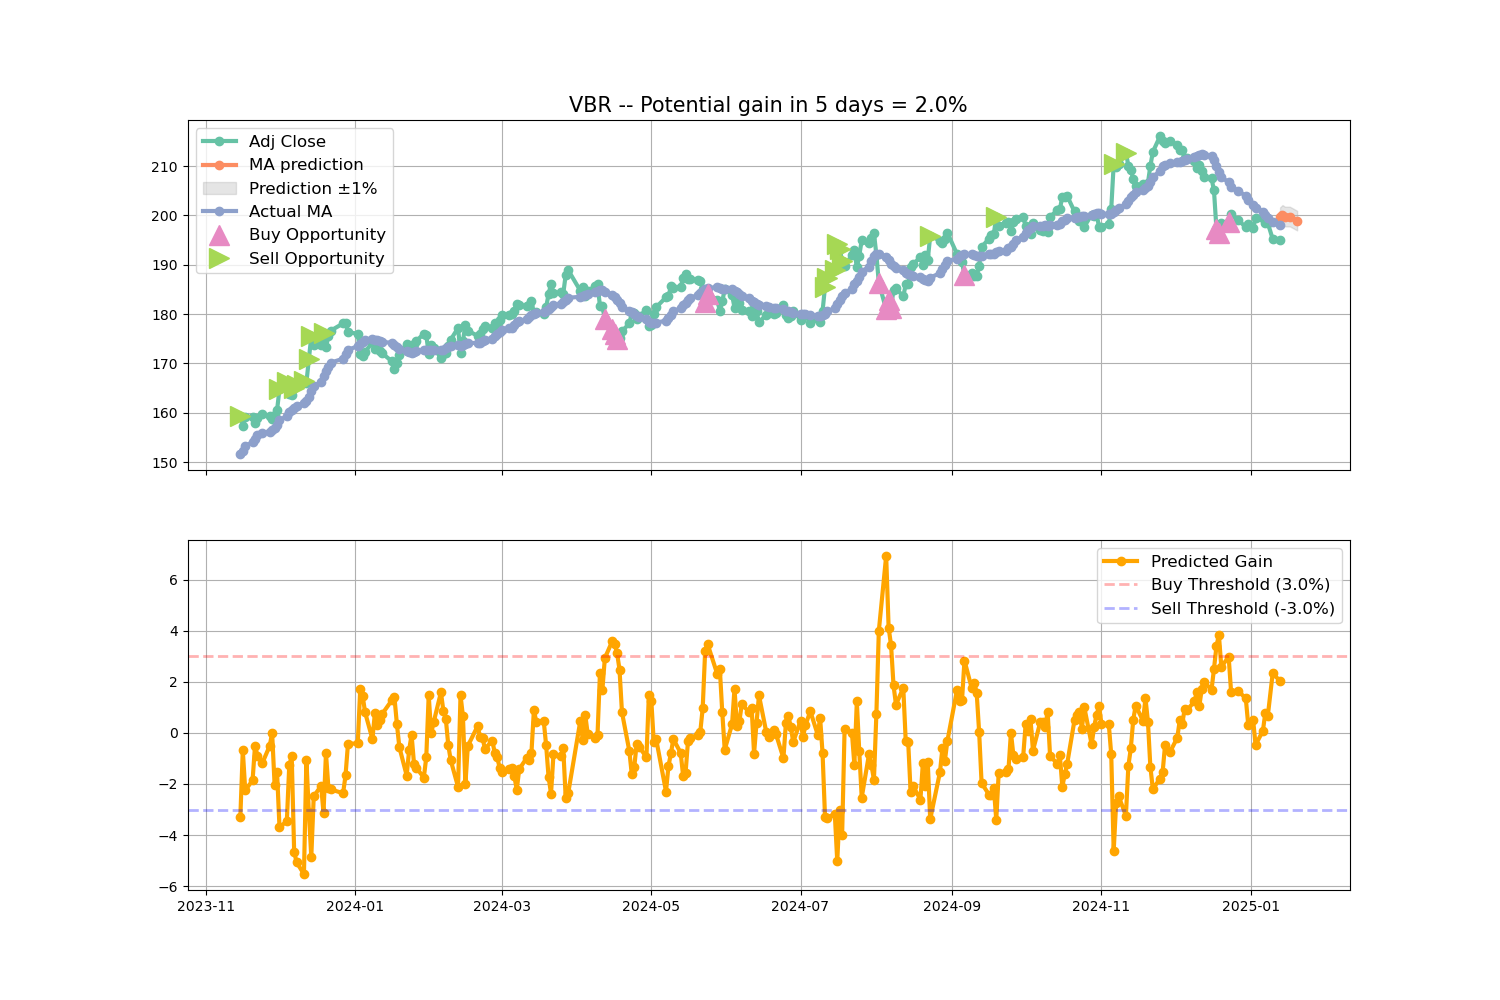 VBR -- Potential gain in 5 days = 2.0%
Adj Close
MA prediction
Prediction ±1%
Actual MA
Buy Opportunity
Sell Opportunity
210
200
190
180
170
160
150
Predicted Gain
Buy Threshold (3.0%)
Sell Threshold (-3.0%)
6
4
2
0
−2
−4
−6
2023-11
2024-01
2024-03
2024-05
2024-07
2024-09
2024-11
2025-01